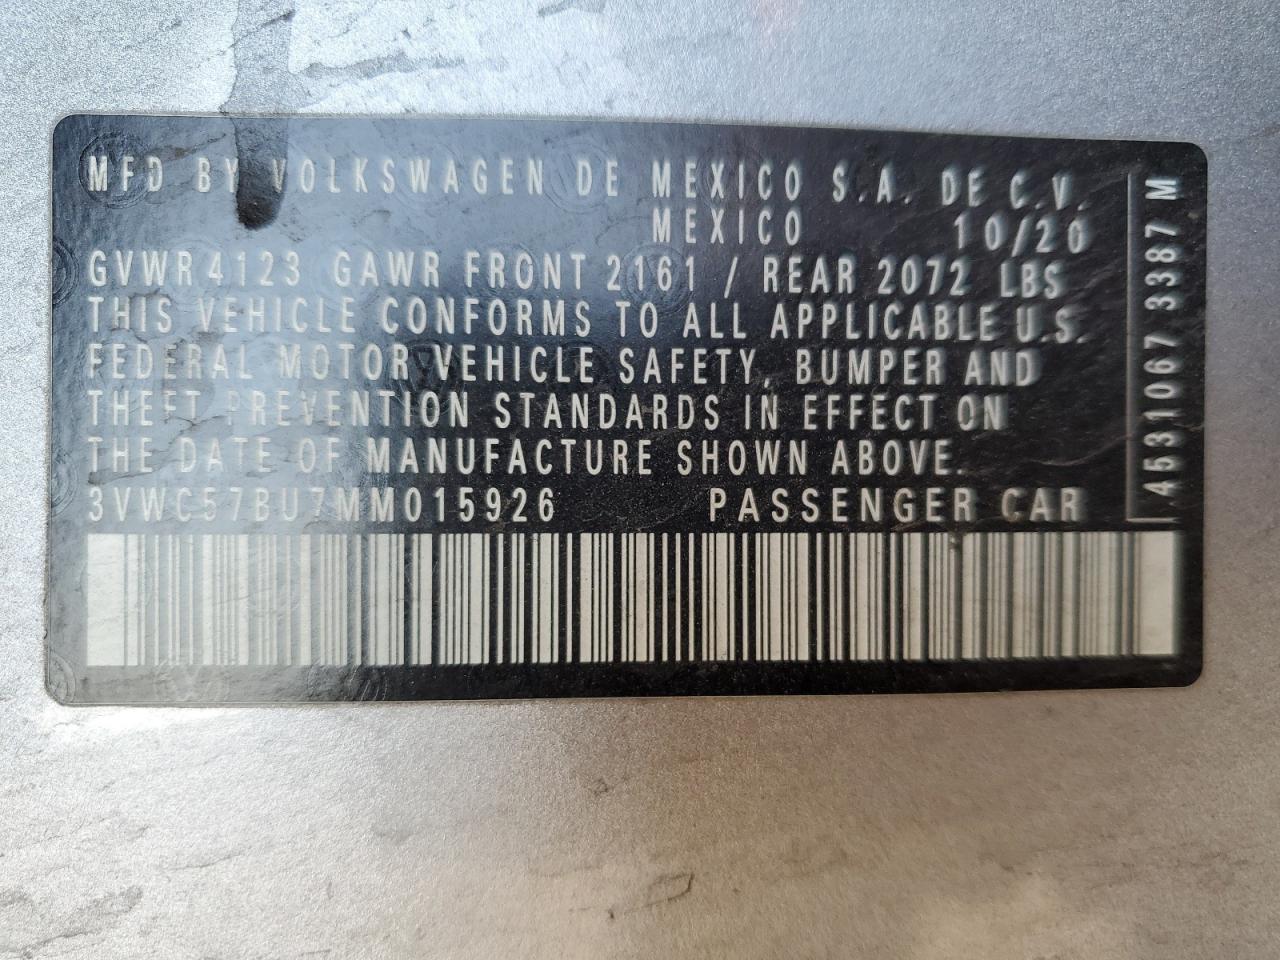 MFD BY VOLKSWAGEN DE MEXICO S.A. DE C.V.
MEXICO 10/20
GVWR 4123 GAWR FRONT 2161 / REAR 2072 LBS
THIS VEHICLE CONFORMS TO ALL APPLICABLE U.S.
FEDERAL MOTOR VEHICLE SAFETY, BUMPER AND
THEFT PREVENTION STANDARDS IN EFFECT ON
THE DATE OF MANUFACTURE SHOWN ABOVE.
3VWC57BU7MM015926 PASSENGER CAR
4531067 3387 M